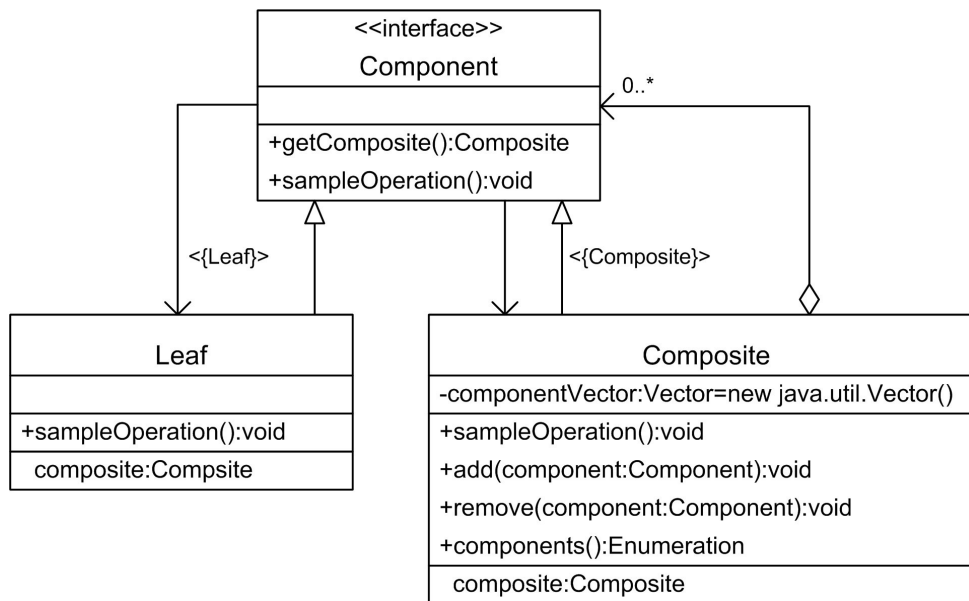 <<interface>>
Component
0..*
+getComposite():Composite
+sampleOperation():void
<{Leaf}>
<{Composite}>
Leaf
+sampleOperation():void
composite:Compsite
Composite
-componentVector:Vector=new java.util.Vector()
+sampleOperation():void
+add(component:Component):void
+remove(component:Component):void
+components():Enumeration
composite:Composite